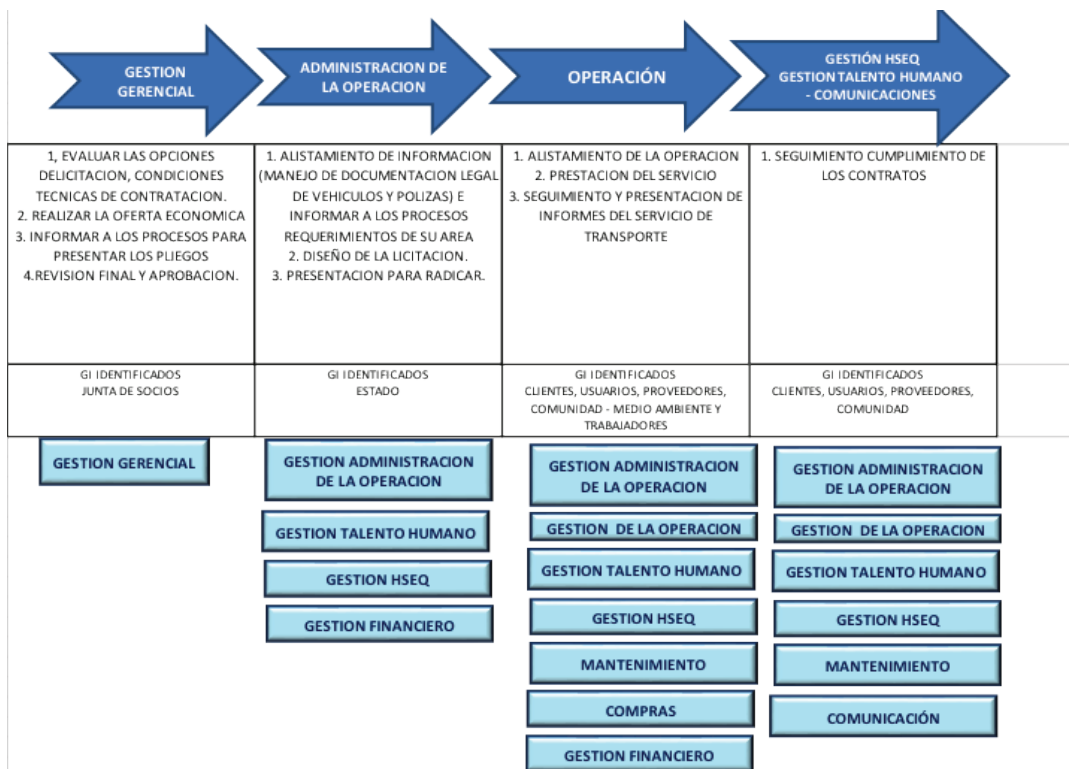 GESTION
GERENCIAL
ADMINISTRACION DE
LA OPERACION
OPERACIÓN
GESTIÓN HSEQ
GESTION TALENTO HUMANO
- COMUNICACIONES
1, EVALUAR LAS OPCIONES
DELICITACION, CONDICIONES
TECNICAS DE CONTRATACION.
2. REALIZAR LA OFERTA ECONOMICA
3. INFORMAR A LOS PROCESOS PARA
PRESENTAR LOS PLIEGOS
4.REVISION FINAL Y APROBACION.
1. ALISTAMIENTO DE INFORMACION
(MANEJO DE DOCUMENTACION LEGAL
DE VEHICULOS Y POLIZAS) E
INFORMAR A LOS PROCESOS
REQUERIMIENTOS DE SU AREA
2. DISEÑO DE LA LICITACION.
3. PRESENTACION PARA RADICAR.
1. ALISTAMIENTO DE LA OPERACION
2. PRESTACION DEL SERVICIO
3. SEGUIMIENTO Y PRESENTACION DE
INFORMES DEL SERVICIO DE
TRANSPORTE
1. SEGUIMIENTO CUMPLIMIENTO DE
LOS CONTRATOS
GI IDENTIFICADOS
JUNTA DE SOCIOS
GI IDENTIFICADOS
ESTADO
GI IDENTIFICADOS
CLIENTES, USUARIOS, PROVEEDORES,
COMUNIDAD - MEDIO AMBIENTE Y
TRABAJADORES
GI IDENTIFICADOS
CLIENTES, USUARIOS, PROVEEDORES,
COMUNIDAD
GESTION GERENCIAL
GESTION ADMINISTRACION
DE LA OPERACION
GESTION TALENTO HUMANO
GESTION HSEQ
GESTION FINANCIERO
GESTION ADMINISTRACION
DE LA OPERACION
GESTION DE LA OPERACION
GESTION TALENTO HUMANO
GESTION HSEQ
MANTENIMIENTO
COMPRAS
GESTION FINANCIERO
GESTION ADMINISTRACION
DE LA OPERACION
GESTION DE LA OPERACION
GESTION TALENTO HUMANO
GESTION HSEQ
MANTENIMIENTO
COMUNICACIÓN